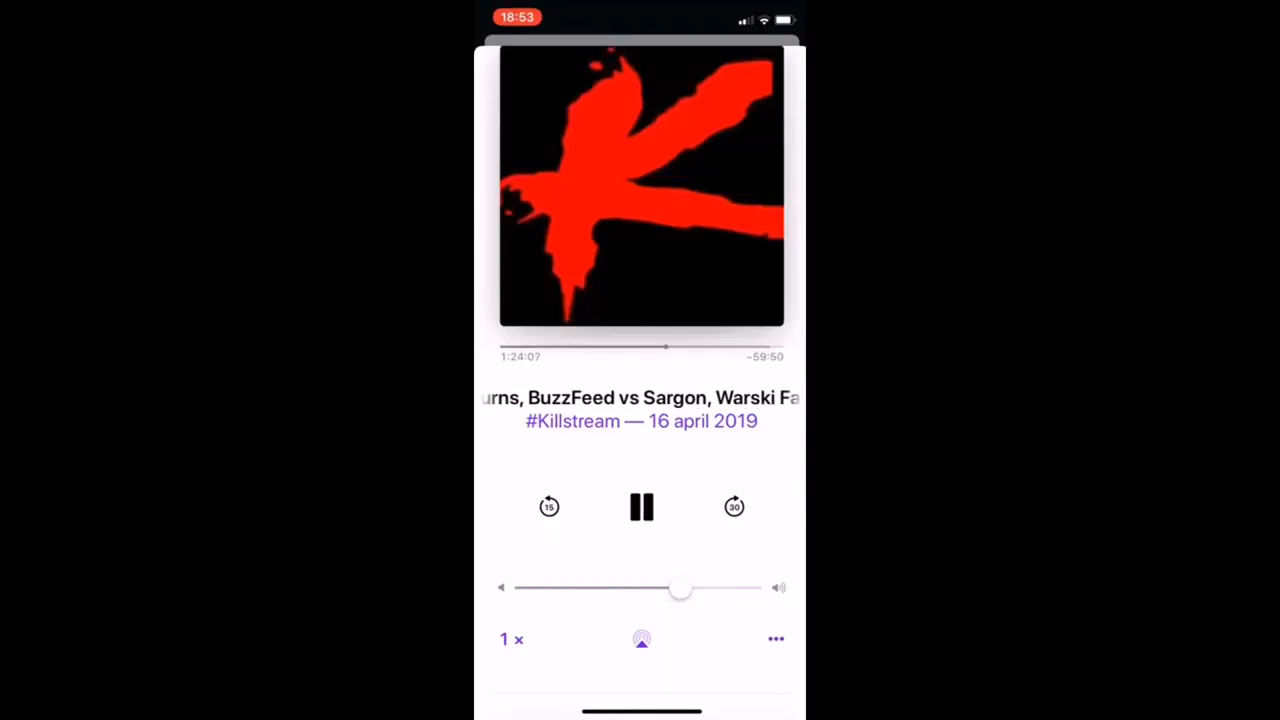 18:53
1:24:07 -59:50
urns, BuzzFeed vs Sargon, Warski Fa
#Killstream — 16 april 2019
15 30
1 ×